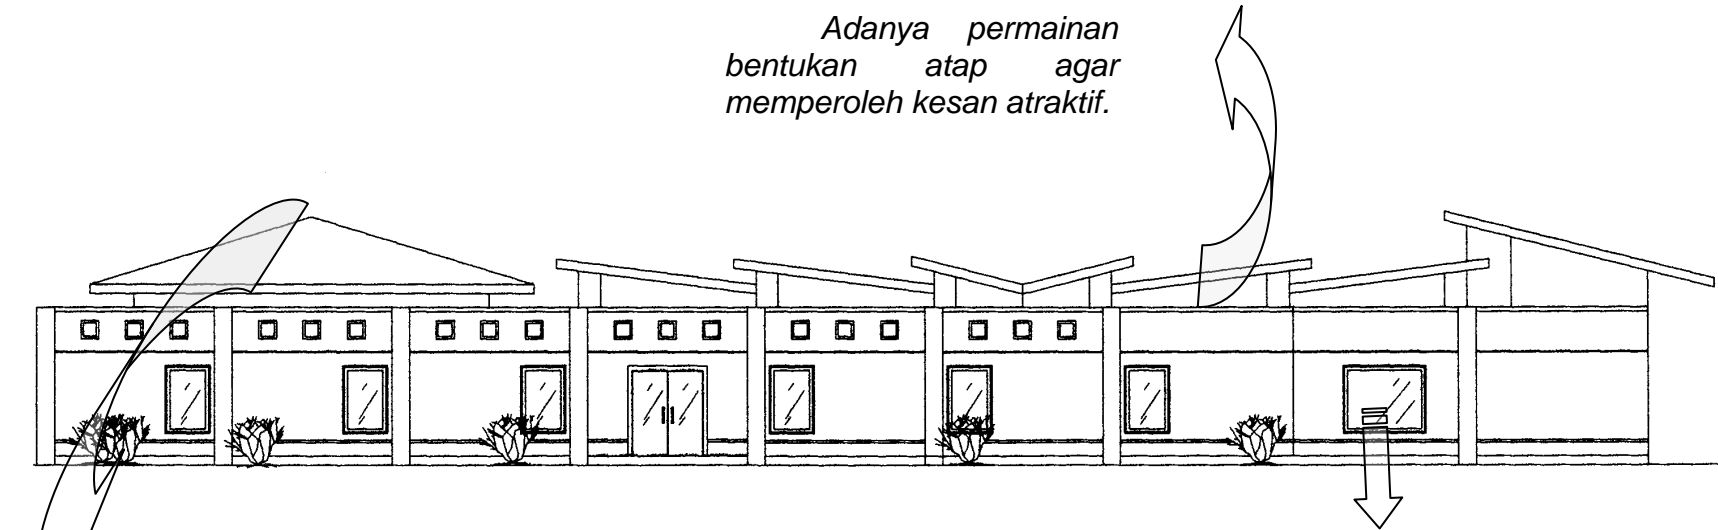 Adanya permainan
bentukan atap agar
memperoleh kesan atraktif.